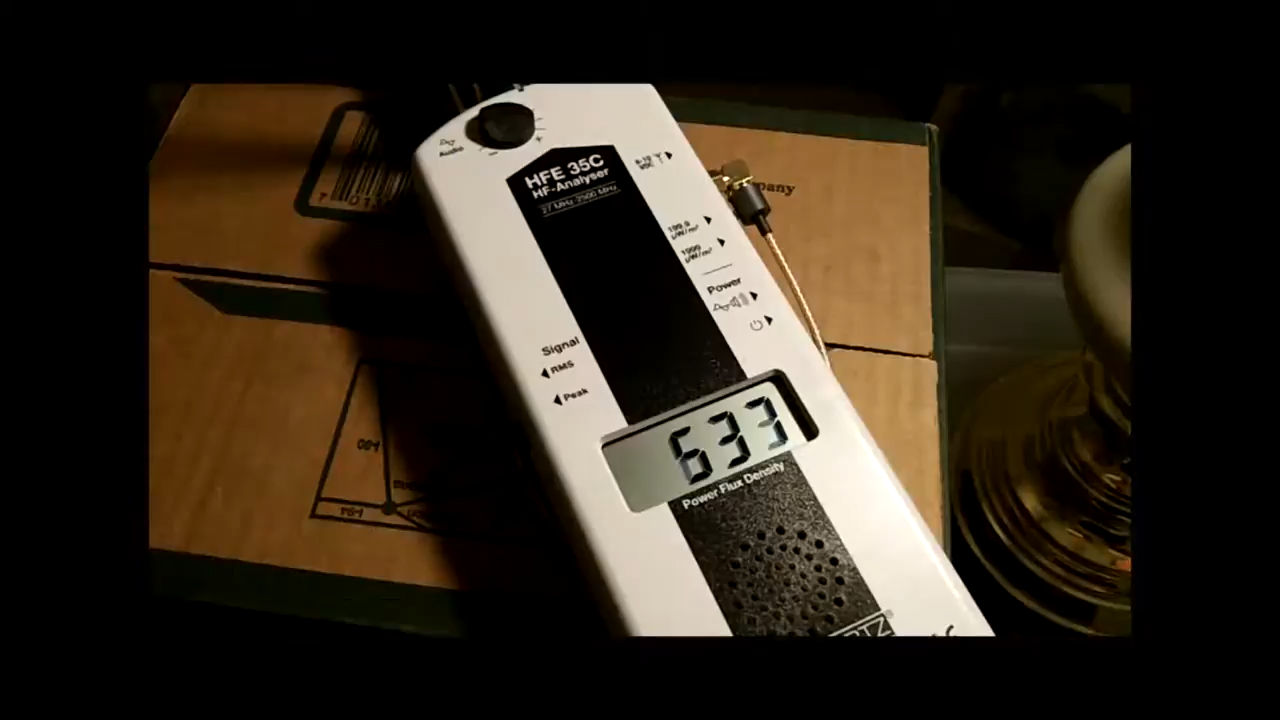 Audio
- +
HFE 35C
HF-Analyser
27 MHz-2500 MHz
199.9
µW/m²
1999
µW/m²
Power
Signal
RMS
Peak
633
Power Flux Density
pany